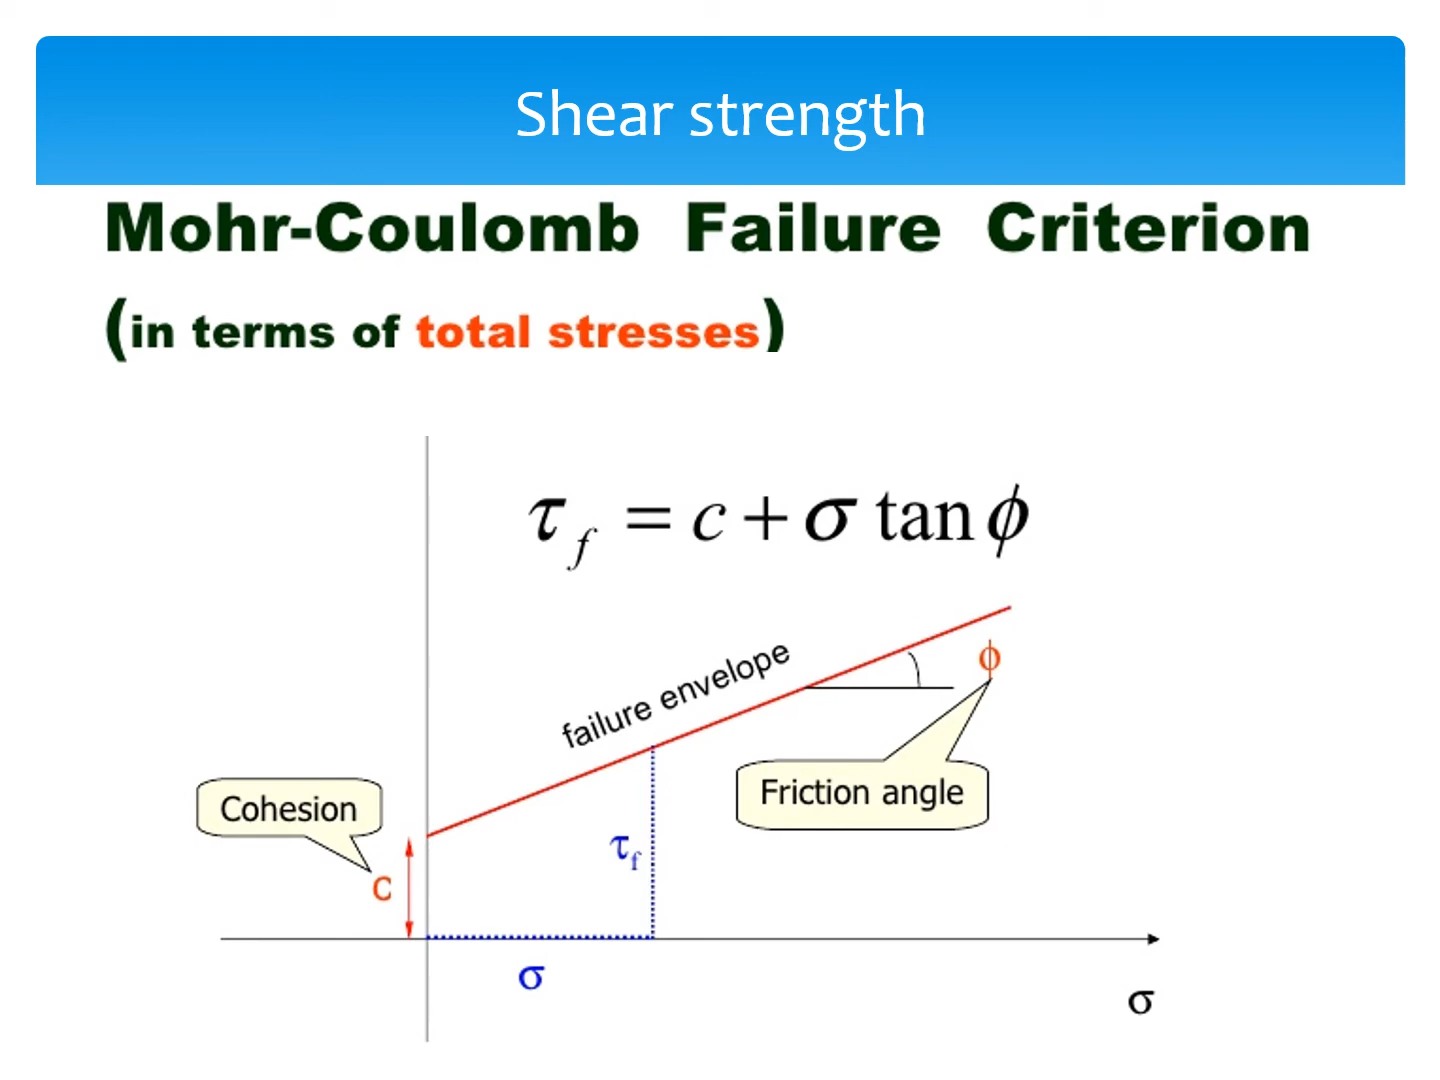 Shear strength
Mohr-Coulomb Failure Criterion
(in terms of total stresses)
τf = c + σ tan ϕ
failure envelope
ϕ
Friction angle
Cohesion
τf
C
σ
σ